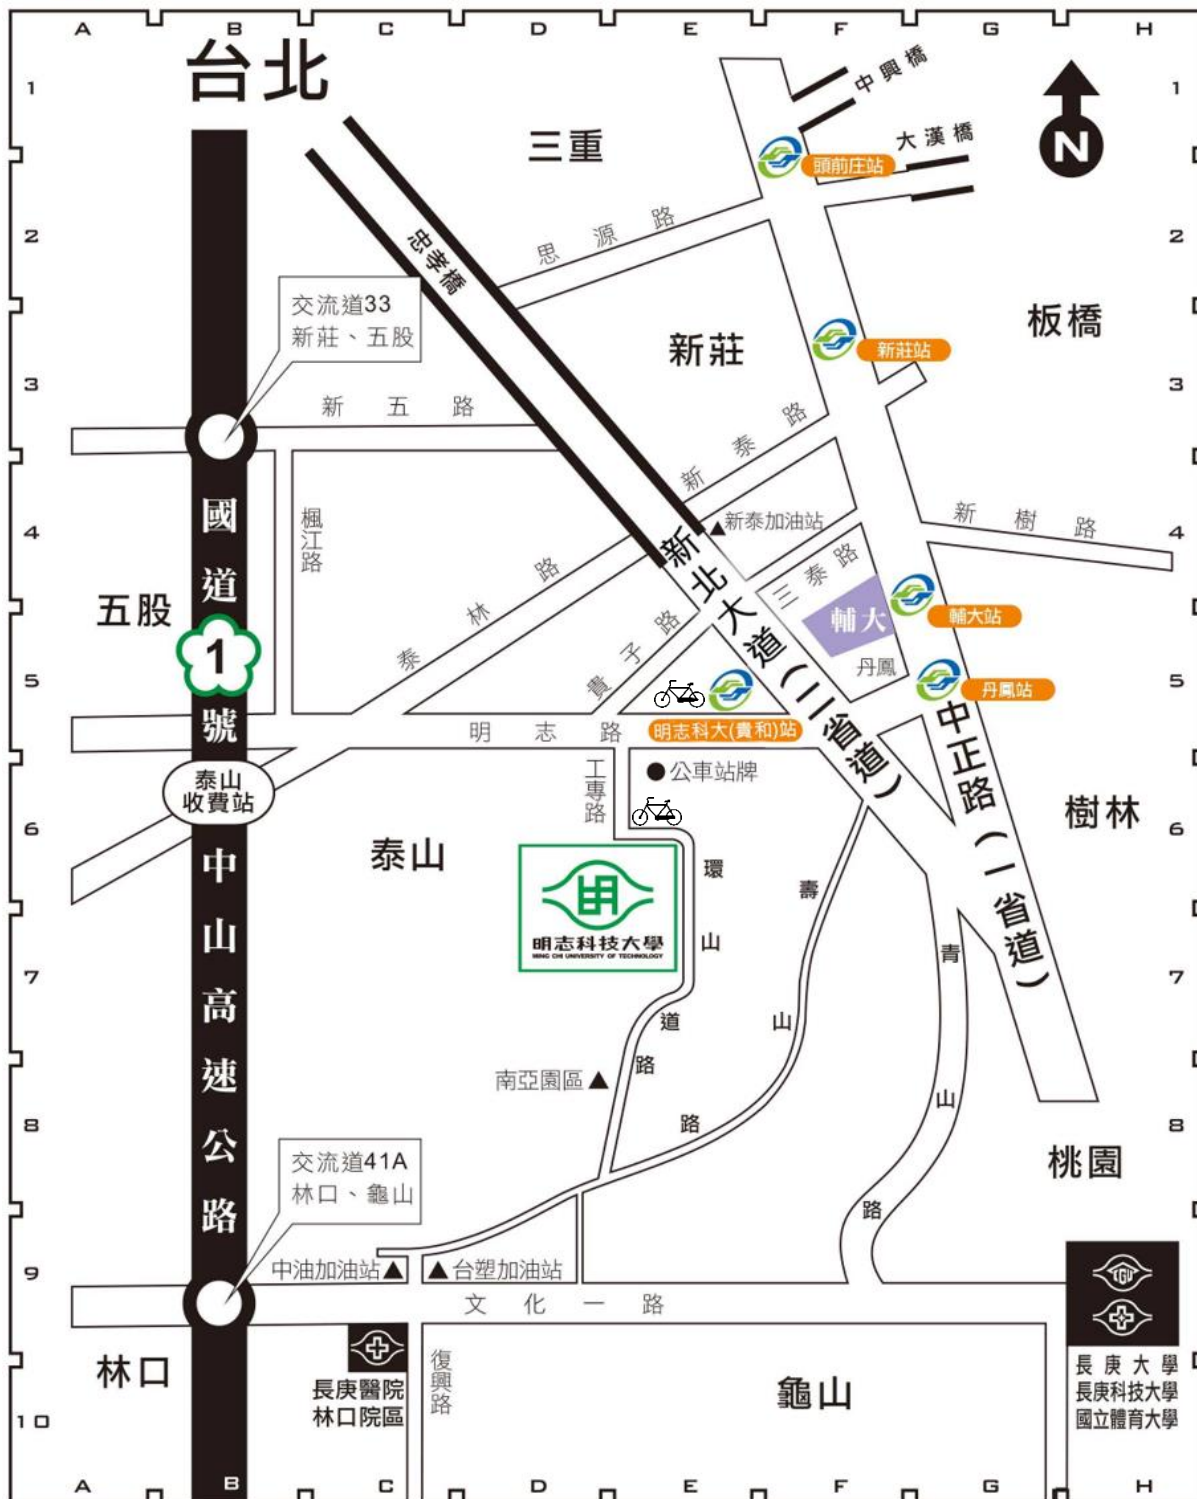 A B C D E F G H
台北
1
1
中興橋
三重
大漢橋
N
頭前庄站
2
2
思源路
忠孝橋
交流道33
新莊、五股
板橋
新莊
新莊站
3
3
新五路
新泰路
4
4
國道
1
號
中山高速公路
楓江路
新泰加油站
新樹路
新北大道(二省道)
泰林路
三泰路
五股
輔大
輔大站
貴子路
丹鳳
5
5
丹鳳站
明志路
明志科大(貴和)站
中正路(一省道)
泰山
收費站
工專路
公車站牌
樹林
6
6
泰山
環山道路
壽山路
明
明志科技大學
MING CHI UNIVERSITY OF TECHNOLOGY
青山路
7
7
南亞園區
8
8
交流道41A
林口、龜山
桃園
9
中油加油站
台塑加油站
文化一路
CGU
林口
長庚醫院
林口院區
復興路
龜山
長庚大學
長庚科技大學
國立體育大學
10
A B C D E F G H